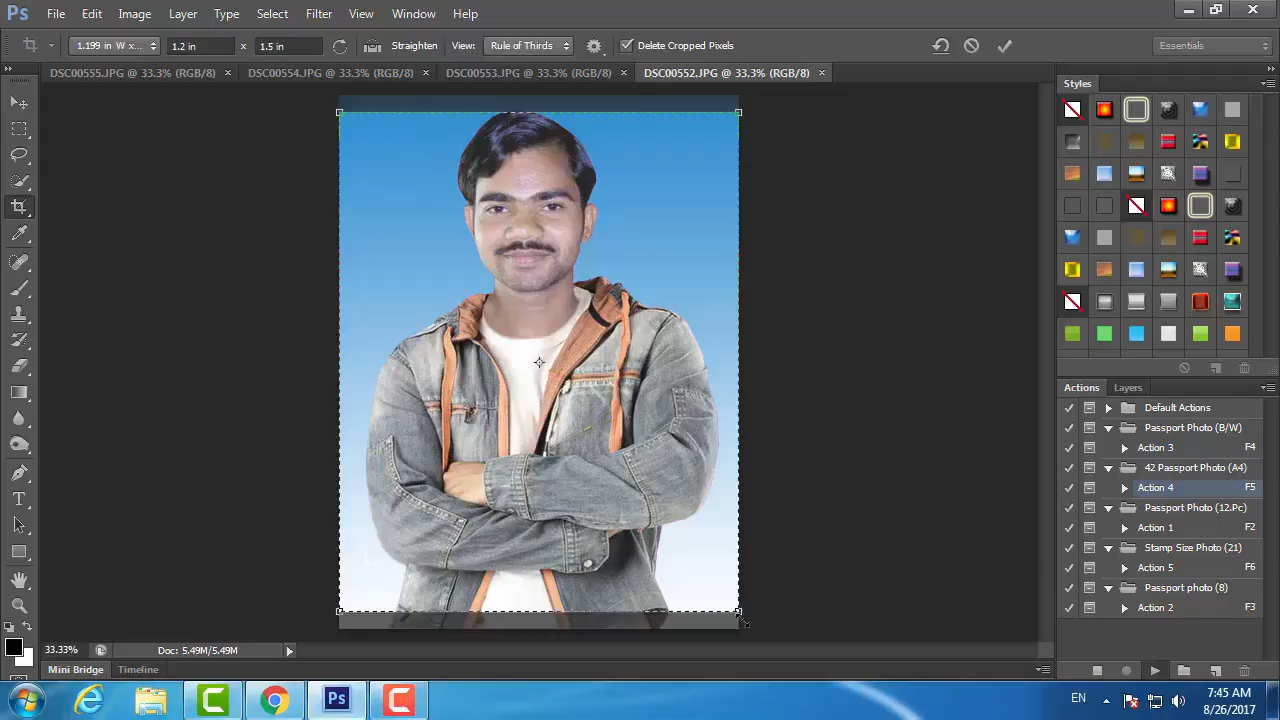 Ps File Edit Image Layer Type Select Filter 3D View Window Help
1.199 in W x... 1.2 in x 1.5 in Straighten View: Rule of Thirds Delete Cropped Pixels Essentials
DSC00555.JPG @ 33.3% (RGB/8) × DSC00554.JPG @ 33.3% (RGB/8) × DSC00553.JPG @ 33.3% (RGB/8) × DSC00552.JPG @ 33.3% (RGB/8) ×
Styles
Actions Layers
Default Actions
Passport Photo (B/W)
Action 3 F4
42 Passport Photo (A4)
Action 4 F5
Passport Photo (12.Pc)
Action 1 F2
Stamp Size Photo (21)
Action 5 F6
Passport photo (8)
Action 2 F3
33.33% Doc: 5.49M/5.49M
Mini Bridge Timeline
Ps EN 7:45 AM
8/26/2017